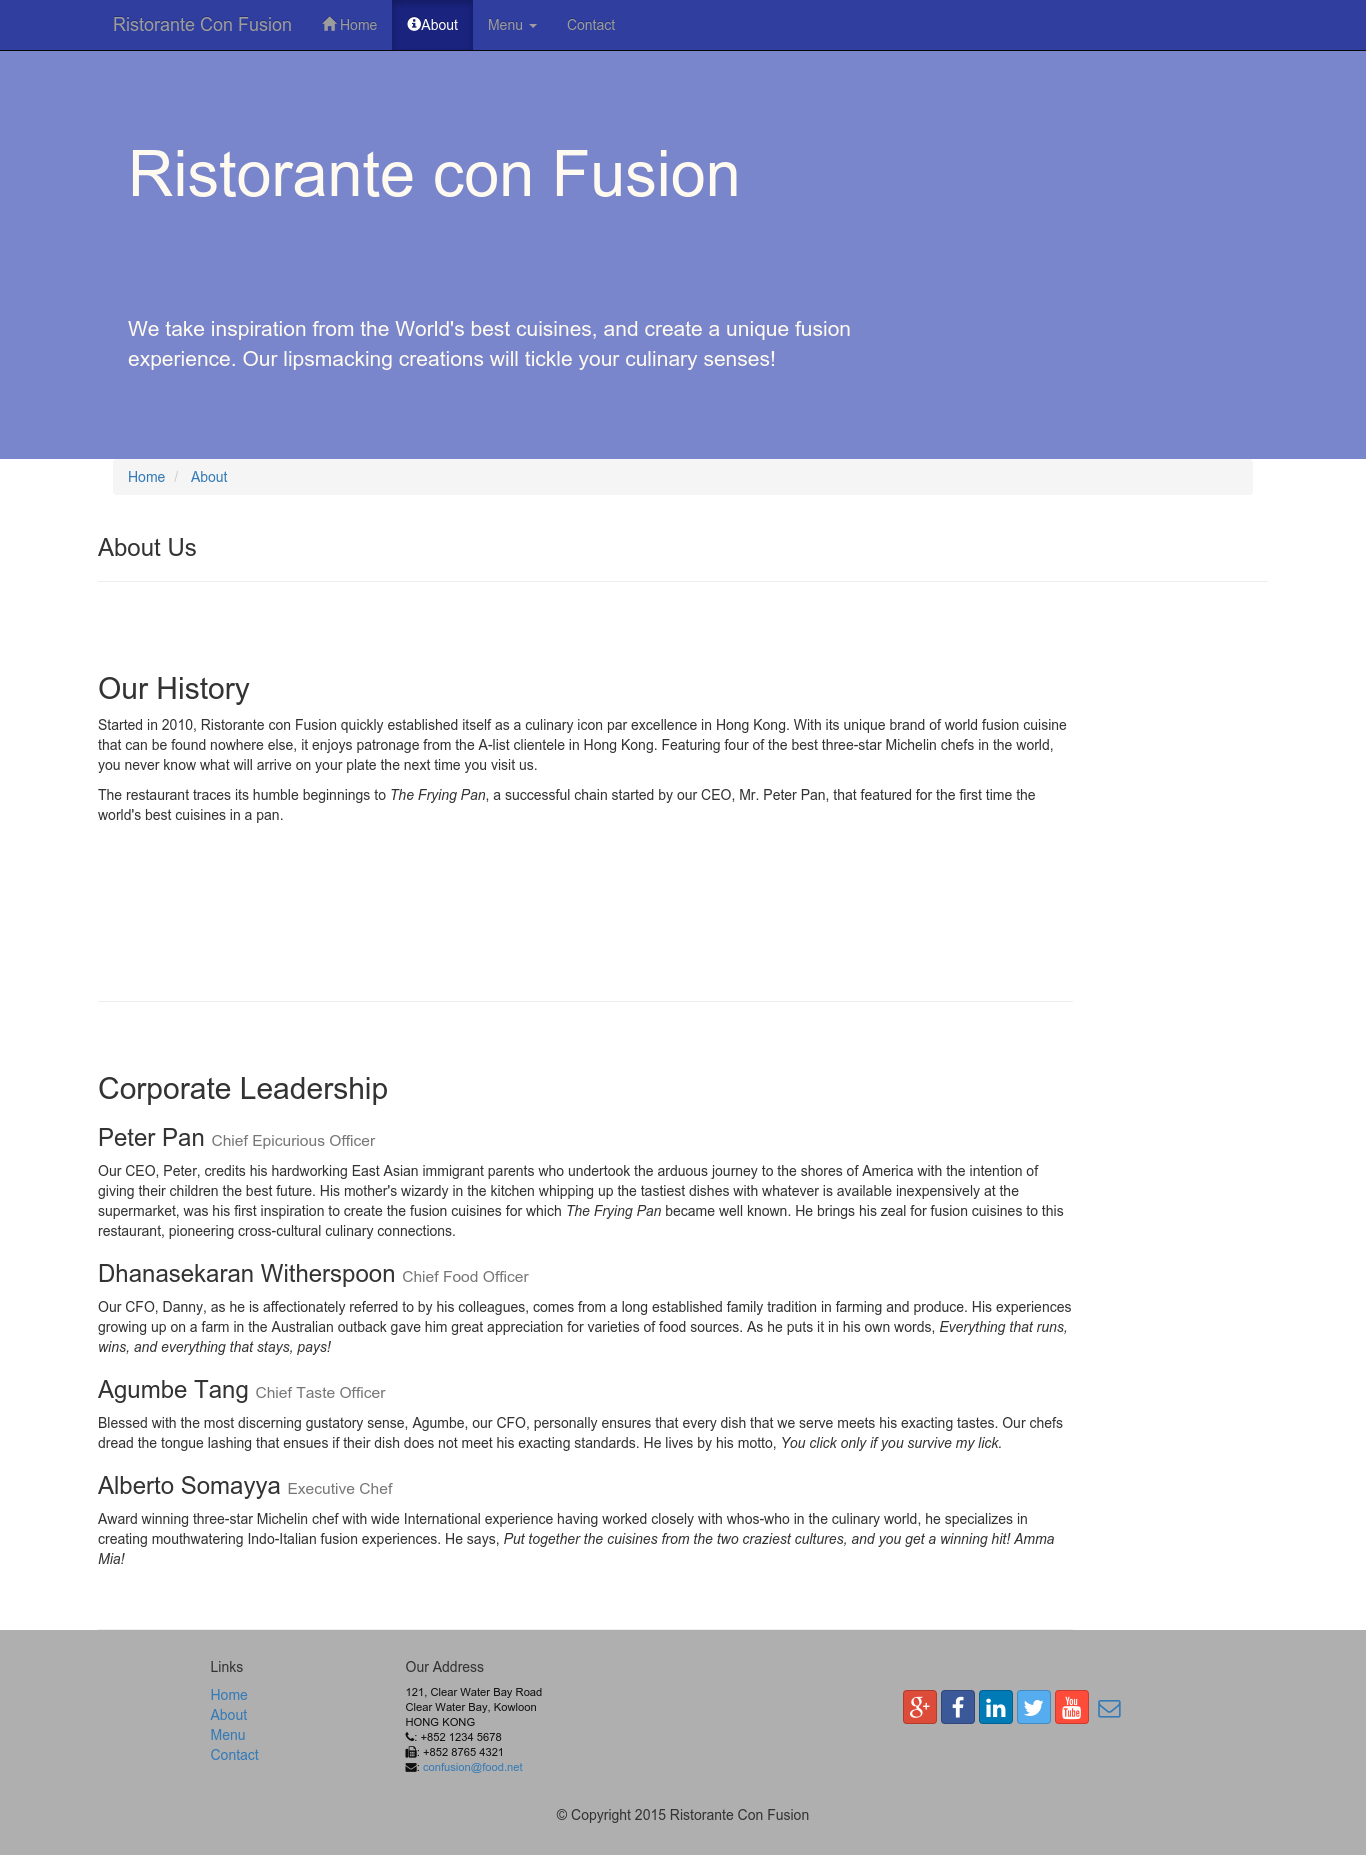 Ristorante Con Fusion Home About Menu Contact
Ristorante con Fusion
We take inspiration from the World's best cuisines, and create a unique fusion
experience. Our lipsmacking creations will tickle your culinary senses!
Home / About
About Us
Our History
Started in 2010, Ristorante con Fusion quickly established itself as a culinary icon par excellence in Hong Kong. With its unique brand of world fusion cuisine
that can be found nowhere else, it enjoys patronage from the A-list clientele in Hong Kong. Featuring four of the best three-star Michelin chefs in the world,
you never know what will arrive on your plate the next time you visit us.
The restaurant traces its humble beginnings to The Frying Pan, a successful chain started by our CEO, Mr. Peter Pan, that featured for the first time the
world's best cuisines in a pan.
Corporate Leadership
Peter Pan Chief Epicurious Officer
Our CEO, Peter, credits his hardworking East Asian immigrant parents who undertook the arduous journey to the shores of America with the intention of
giving their children the best future. His mother's wizardy in the kitchen whipping up the tastiest dishes with whatever is available inexpensively at the
supermarket, was his first inspiration to create the fusion cuisines for which The Frying Pan became well known. He brings his zeal for fusion cuisines to this
restaurant, pioneering cross-cultural culinary connections.
Dhanasekaran Witherspoon Chief Food Officer
Our CFO, Danny, as he is affectionately referred to by his colleagues, comes from a long established family tradition in farming and produce. His experiences
growing up on a farm in the Australian outback gave him great appreciation for varieties of food sources. As he puts it in his own words, Everything that runs,
wins, and everything that stays, pays!
Agumbe Tang Chief Taste Officer
Blessed with the most discerning gustatory sense, Agumbe, our CFO, personally ensures that every dish that we serve meets his exacting tastes. Our chefs
dread the tongue lashing that ensues if their dish does not meet his exacting standards. He lives by his motto, You click only if you survive my lick.
Alberto Somayya Executive Chef
Award winning three-star Michelin chef with wide International experience having worked closely with whos-who in the culinary world, he specializes in
creating mouthwatering Indo-Italian fusion experiences. He says, Put together the cuisines from the two craziest cultures, and you get a winning hit! Amma
Mia!
Links
Home
About
Menu
Contact
Our Address
121, Clear Water Bay Road
Clear Water Bay, Kowloon
HONG KONG
: +852 1234 5678
: +852 8765 4321
: confusion@food.net
g+ f in You Tube
© Copyright 2015 Ristorante Con Fusion